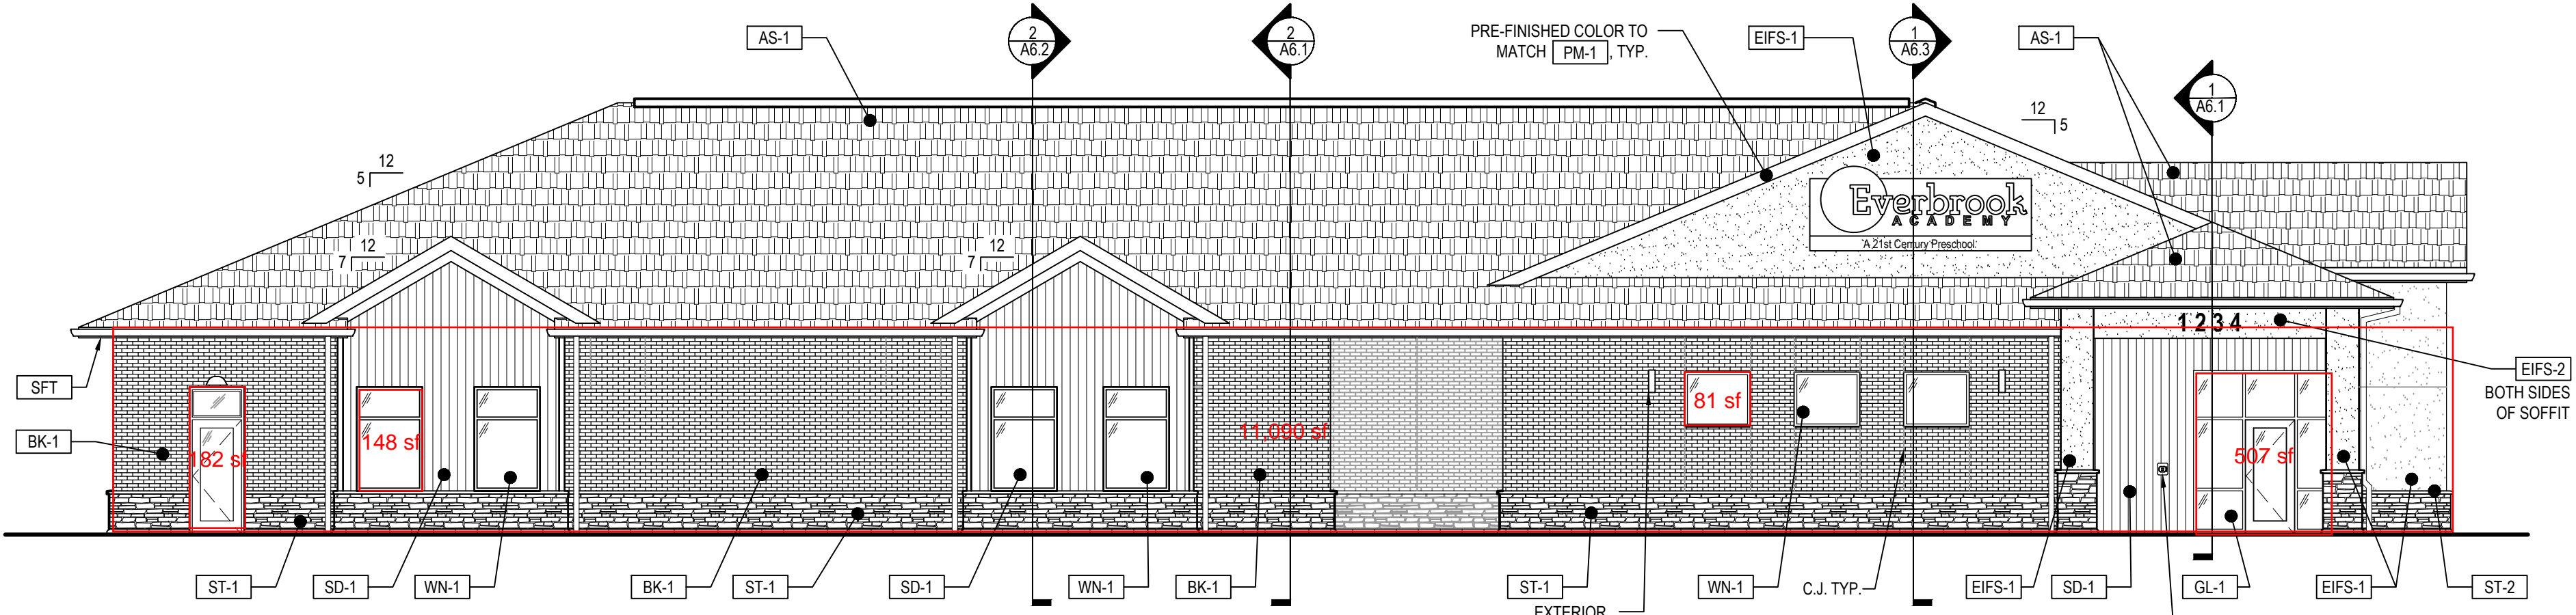 AS-1
2
A6.2
2
A6.1
PRE-FINISHED COLOR TO
MATCH PM-1, TYP.
EIFS-1
1
A6.3
AS-1
1
A6.1
12
5
12
5
12
7
12
7
Everbrook
ACADEMY
A 21st Century Preschool
1234
SFT
BK-1
EIFS-2
BOTH SIDES
OF SOFFIT
182 sf
148 sf
11,090 sf
81 sf
507 sf
ST-1
SD-1
WN-1
BK-1
ST-1
SD-1
WN-1
BK-1
ST-1
WN-1
C.J. TYP.
EIFS-1
SD-1
GL-1
EIFS-1
ST-2
EXTERIOR